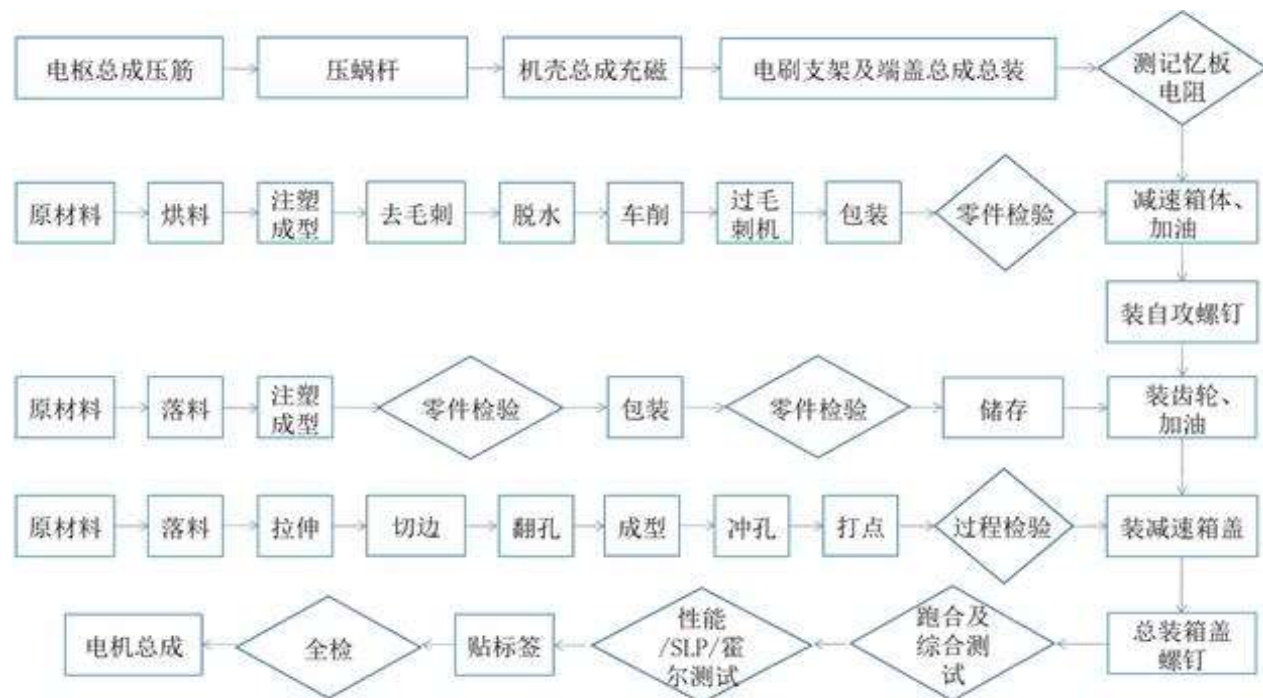 电枢总成压筋
压蜗杆
机壳总成充磁
电刷支架及端盖总成总装
测记忆板
电阻
原材料
烘料
注塑
成型
去毛刺
脱水
车削
过毛
刺机
包装
零件检验
减速箱体、
加油
装自攻螺钉
原材料
落料
注塑
成型
零件检验
包装
零件检验
储存
装齿轮、
加油
原材料
落料
拉伸
切边
翻孔
成型
冲孔
打点
过程检验
装减速箱盖
电机总成
全检
贴标签
性能
/SLP/霍
尔测试
跑合及
综合测
试
总装箱盖
螺钉